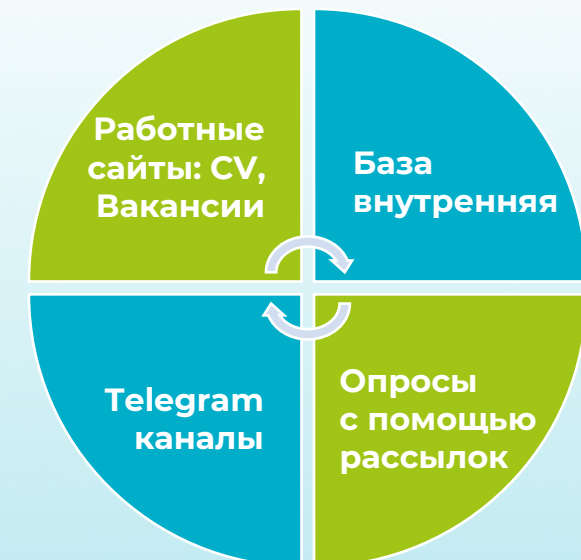 Работные
сайты: CV,
Вакансии
База
внутренняя
Telegram
каналы
Опросы
с помощью
рассылок